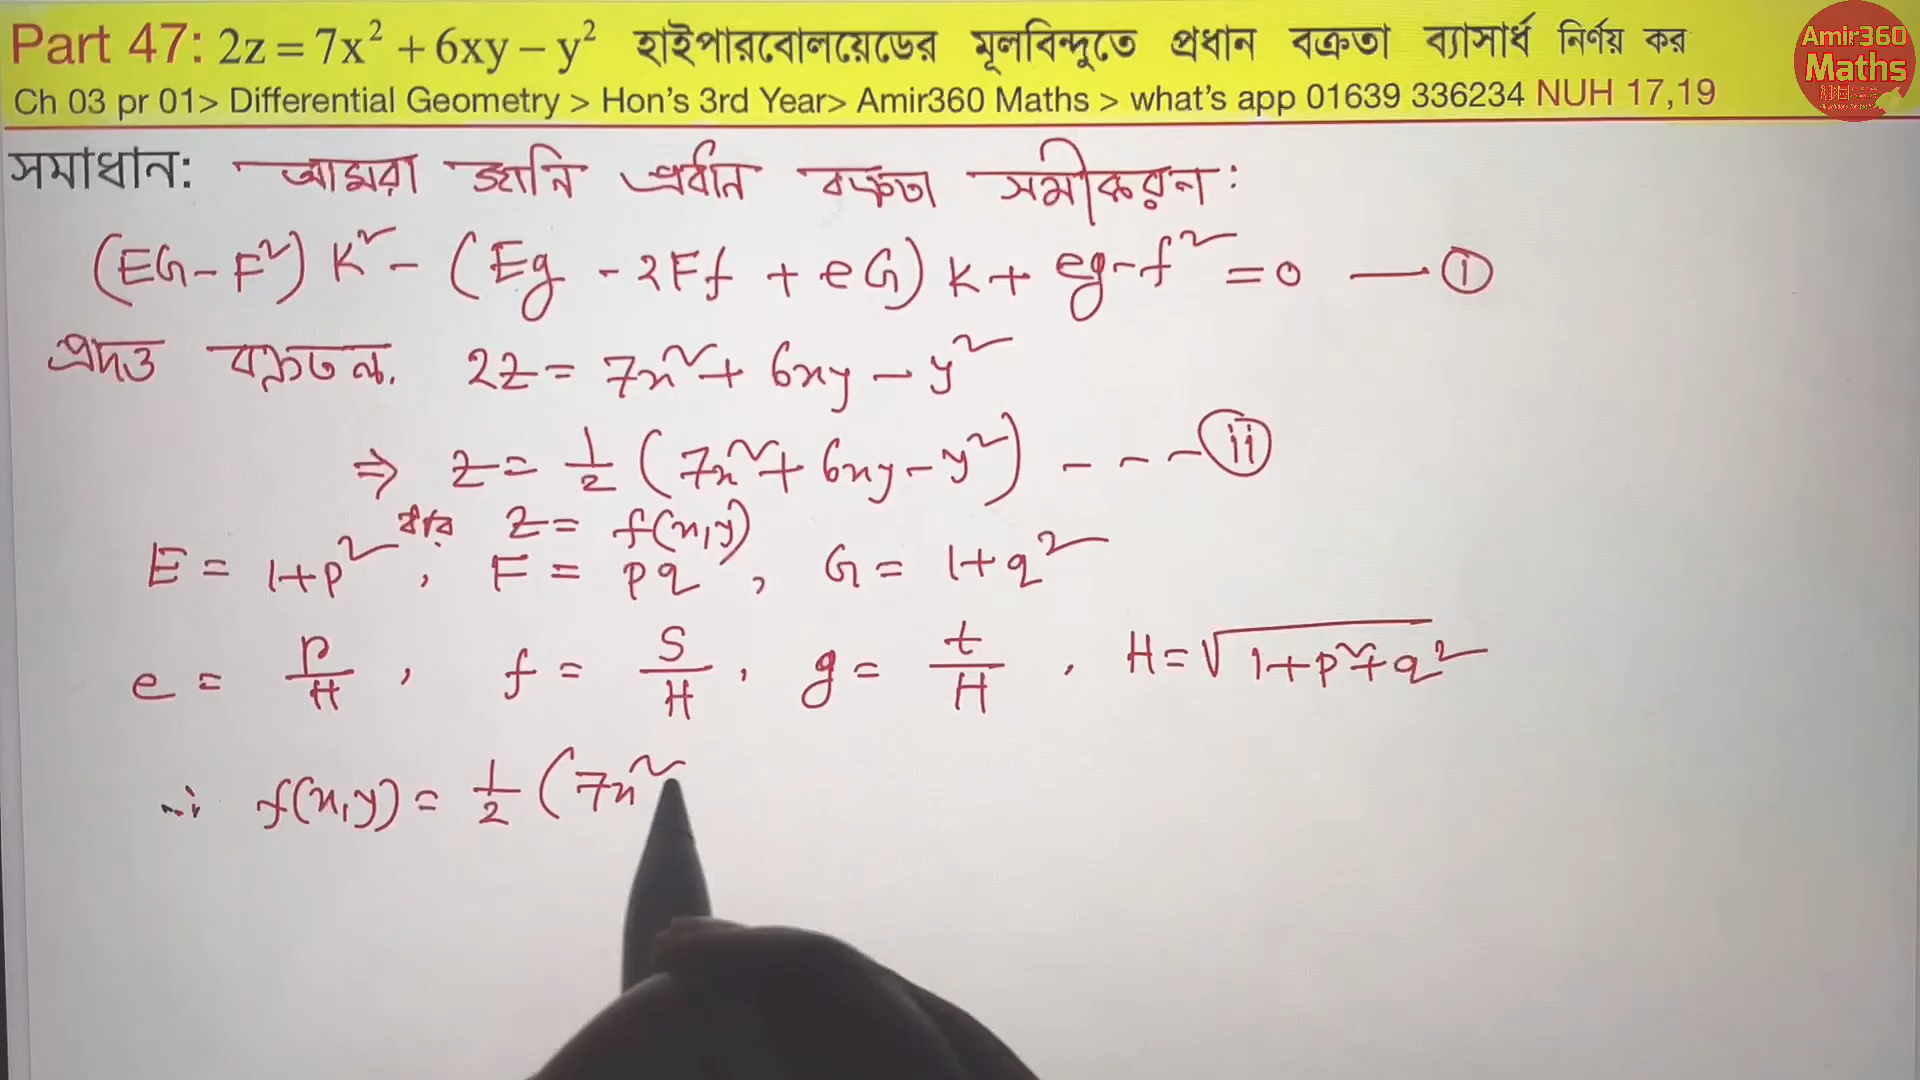 Part 47: 2z = 7x² + 6xy – y² হাইপারবোলয়েডের মূলবিন্দুতে প্রধান বক্রতা ব্যাসার্ধ নির্ণয় কর
Amir360
Maths
Ch 03 pr 01> Differential Geometry > Hon's 3rd Year> Amir360 Maths > what's app 01639 336234 NUH 17,19
সমাধান: আমরা জানি প্রধান বক্রতা সমীকরন:
(EG – F²) K² – (Eg – 2Ff + eG) K + eg – f² = 0 — ①
প্রদত্ত বক্রতল. 2z = 7x² + 6xy – y²
⇒ z = 1/2 (7x² + 6xy – y²) - - - ⅱ
ধরি z = f(x,y)
E = 1+p², F = pq, G = 1+q²
e = p/H, f = s/H, g = t/H, H = √(1+p²+q²)
∴ f(x,y) = 1/2 (7x²